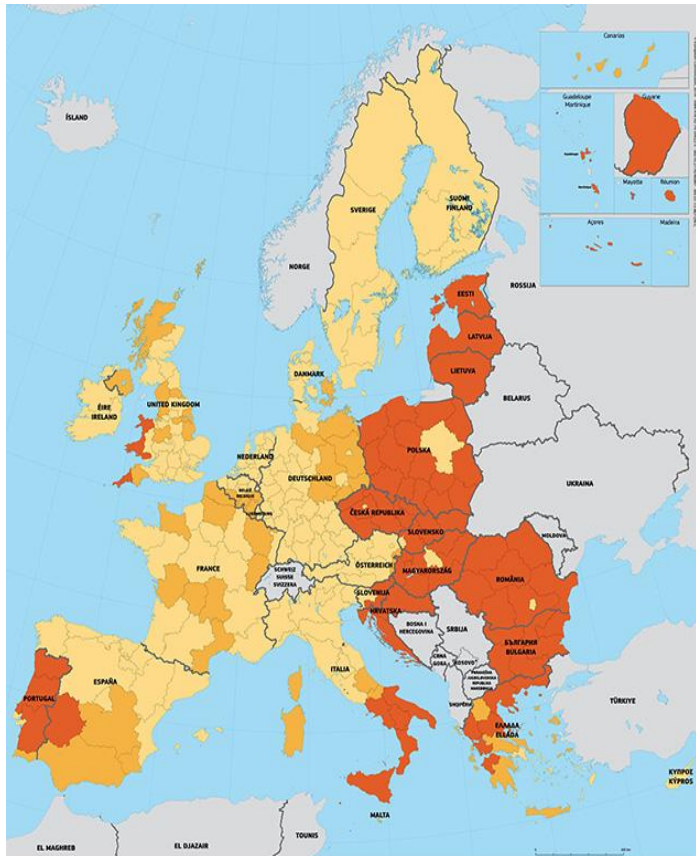 Canarias
Guadeloupe
Martinique
Guyane
Mayotte
Réunion
Açores
Madeira
ÍSLAND
SVERIGE
SUOMI
FINLAND
NORGE
ROSSIJA
EESTI
LATVIJA
LIETUVA
DANMARK
BELARUS
ÉIRE
IRELAND
UNITED KINGDOM
NEDERLAND
POLSKA
DEUTSCHLAND
UKRAINA
ČESKÁ REPUBLIKA
SLOVENSKO
MOLDOVA
FRANCE
SCHWEIZ
SUISSE
SVIZZERA
ÖSTERREICH
MAGYARORSZÁG
ROMÂNIA
SLOVENIJA
HRVATSKA
BOSNA I
HERCEGOVINA
SRBIJA
БЪЛГАРИЯ
BULGARIA
CRNA
GORA
KOSOVO
ITALIA
ESPAÑA
PORTUGAL
SHQIPËRIA
TÜRKIYE
ΕΛΛΑΔΑ
ELLÁDA
ΚΥΠΡΟΣ
KÝPROS
MALTA
EL MAGHREB
EL DJAZAIR
TOUNIS